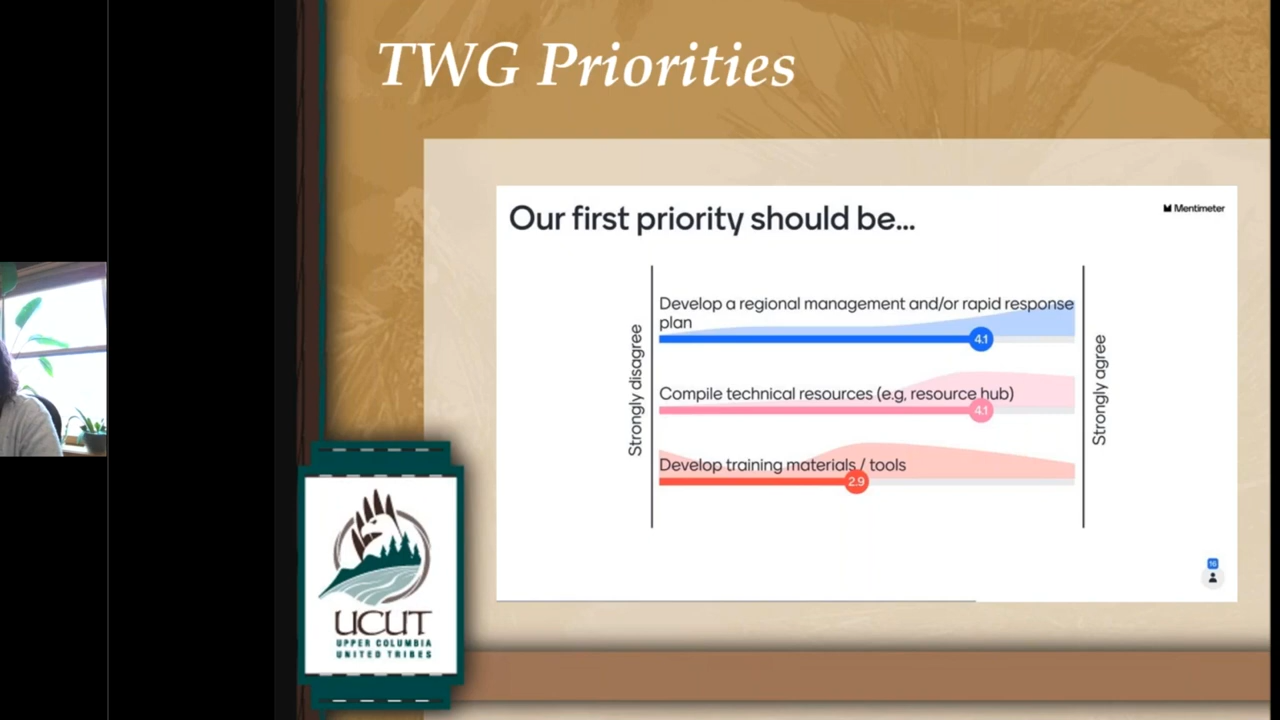 TWG Priorities
Our first priority should be...
Mentimeter
Strongly disagree
Develop a regional management and/or rapid response
plan
4.1
Compile technical resources (e.g, resource hub)
4.1
Develop training materials / tools
2.9
Strongly agree
10
UCUT
UPPER COLUMBIA
UNITED TRIBES